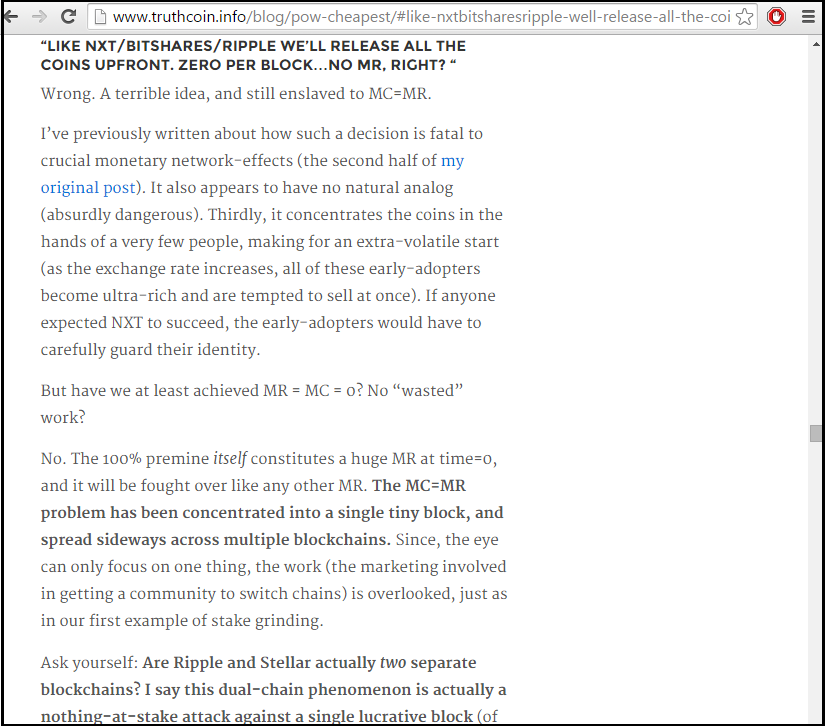 www.truthcoin.info/blog/pow-cheapest/#like-nxtbitsharesripple-well-release-all-the-coi
“LIKE NXT/BITSHARES/RIPPLE WE’LL RELEASE ALL THE
COINS UPFRONT. ZERO PER BLOCK…NO MR, RIGHT? “
Wrong. A terrible idea, and still enslaved to MC=MR.
I’ve previously written about how such a decision is fatal to
crucial monetary network-effects (the second half of my
original post). It also appears to have no natural analog
(absurdly dangerous). Thirdly, it concentrates the coins in the
hands of a very few people, making for an extra-volatile start
(as the exchange rate increases, all of these early-adopters
become ultra-rich and are tempted to sell at once). If anyone
expected NXT to succeed, the early-adopters would have to
carefully guard their identity.
But have we at least achieved MR = MC = 0? No “wasted”
work?
No. The 100% premine itself constitutes a huge MR at time=0,
and it will be fought over like any other MR. The MC=MR
problem has been concentrated into a single tiny block, and
spread sideways across multiple blockchains. Since, the eye
can only focus on one thing, the work (the marketing involved
in getting a community to switch chains) is overlooked, just as
in our first example of stake grinding.
Ask yourself: Are Ripple and Stellar actually two separate
blockchains? I say this dual-chain phenomenon is actually a
nothing-at-stake attack against a single lucrative block (of